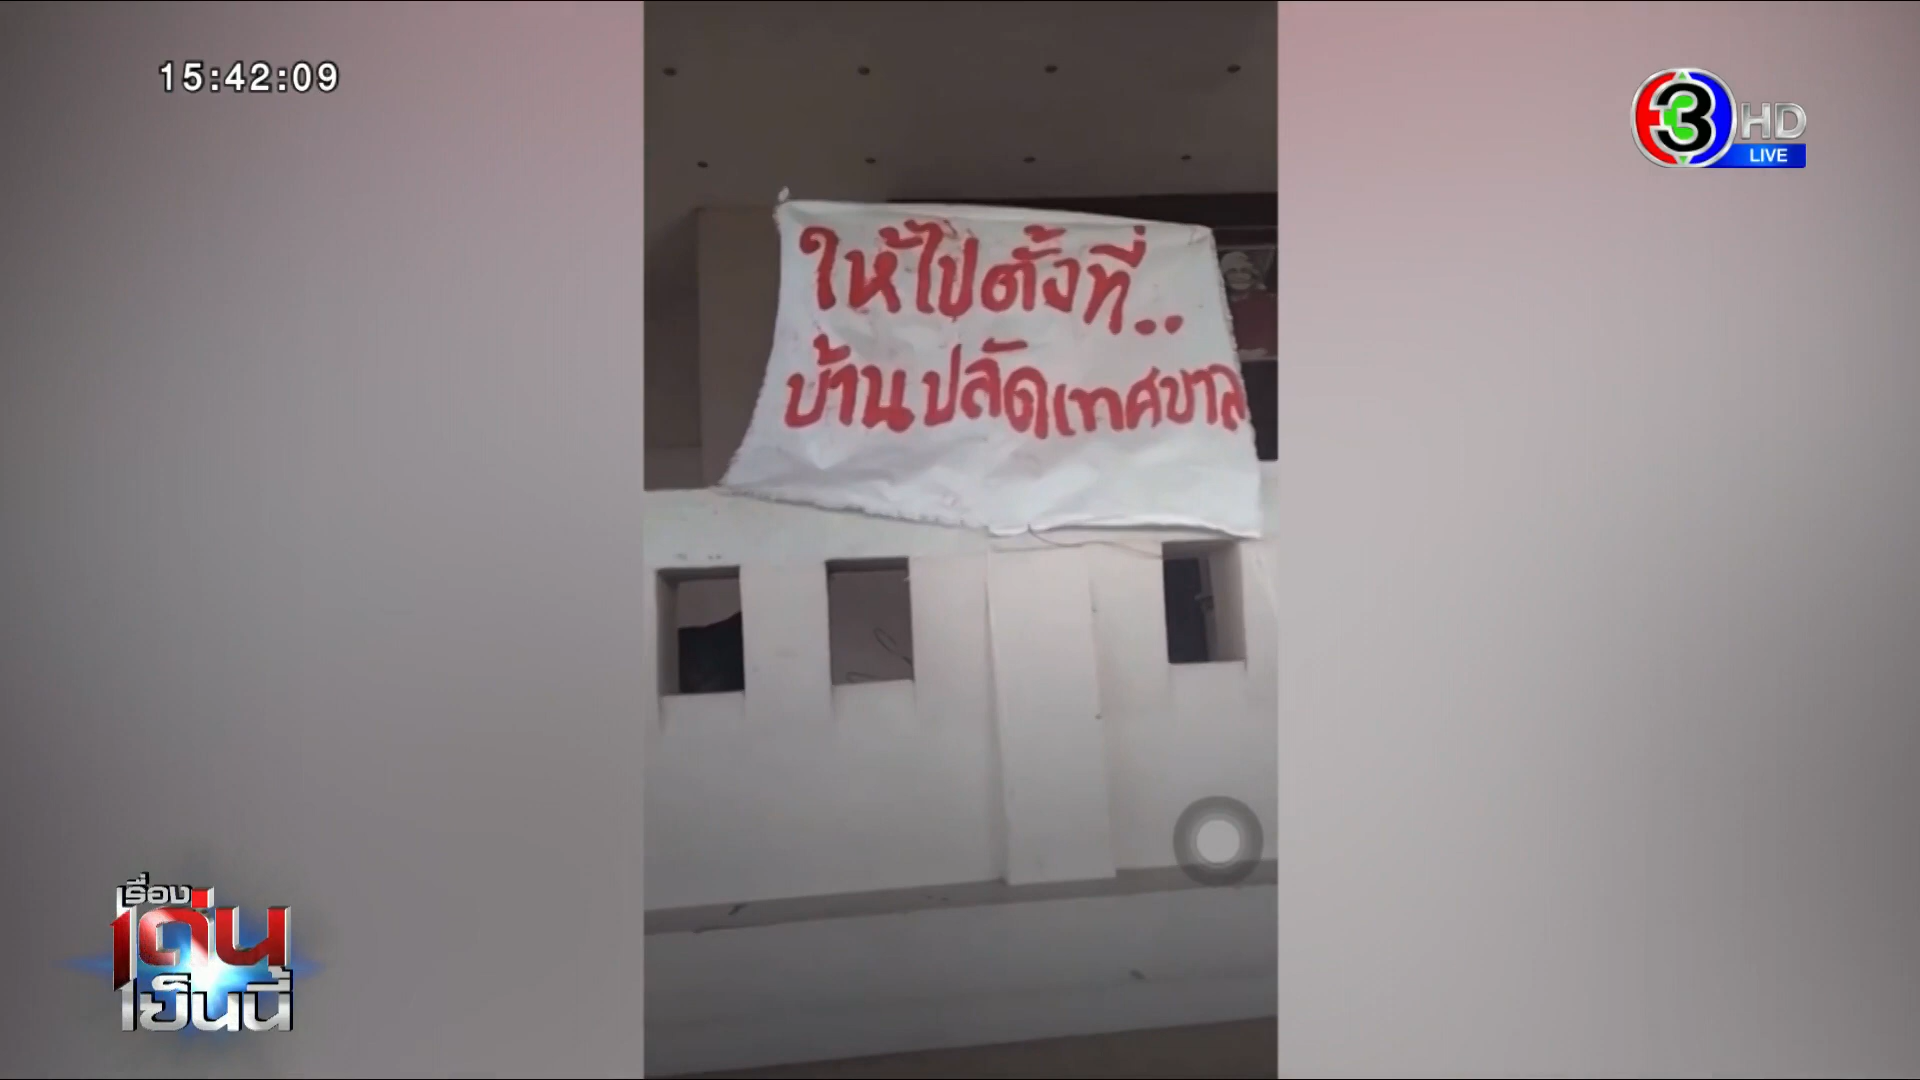 15:42:09
3 HD
LIVE
ให้ไปตั้งที่..
บ้านปลัดเทศบาล
เรื่อง
เด่น
เย็นนี้